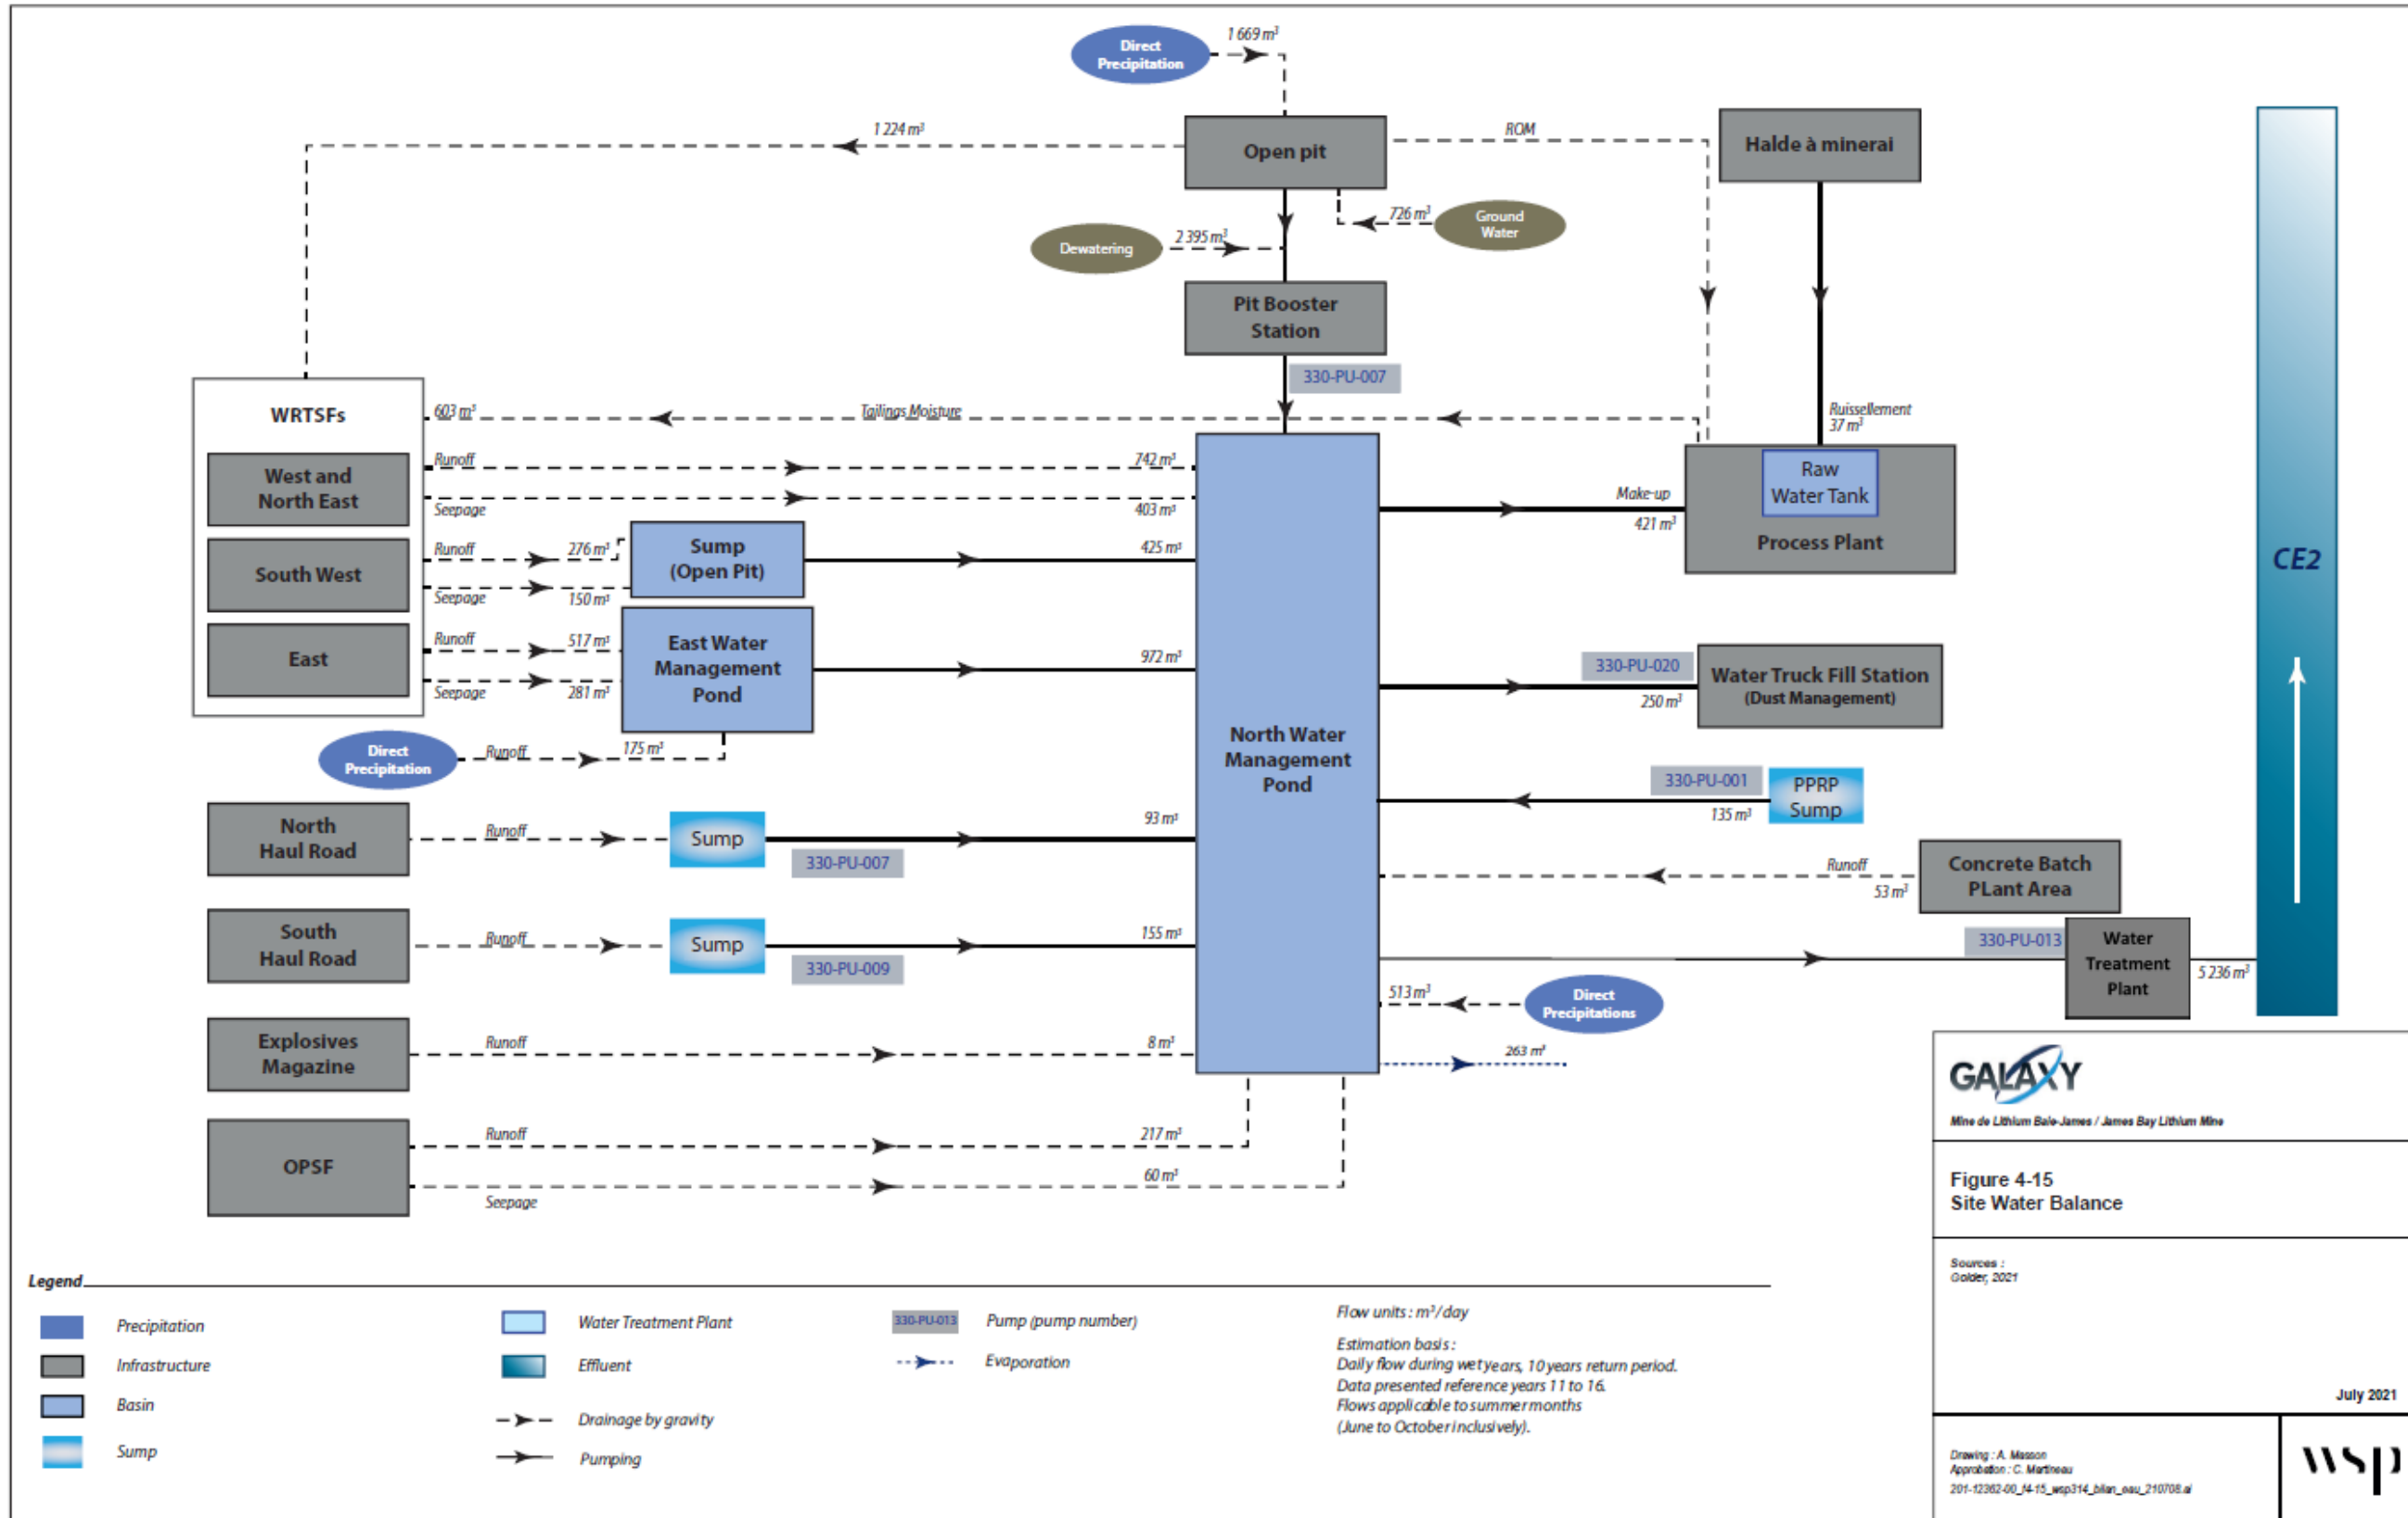 Direct
Precipitation
1 669 m³
1 224 m³
Open pit
ROM
Halde à minerai
726 m³
Ground
Water
Dewatering
2 395 m³
Pit Booster
Station
330-PU-007
WRTSFs
603 m³
Tailings Moisture
Ruissellement
37 m³
West and
North East
Runoff
742 m³
Seepage
403 m³
Raw
Water Tank
Process Plant
Make-up
421 m³
South West
Runoff
276 m³
Seepage
150 m³
Sump
(Open Pit)
425 m³
East
Runoff
517 m³
Seepage
281 m³
East Water
Management
Pond
972 m³
Direct
Precipitation
Runoff
175 m³
North Water
Management
Pond
330-PU-020
250 m³
Water Truck Fill Station
(Dust Management)
330-PU-001
135 m³
PPRP
Sump
North
Haul Road
Runoff
Sump
330-PU-007
93 m³
Runoff
53 m³
Concrete Batch
PLant Area
South
Haul Road
Runoff
Sump
330-PU-009
155 m³
330-PU-013
Water
Treatment
Plant
5 236 m³
CE2
513 m³
Direct
Precipitations
Explosives
Magazine
Runoff
8 m³
263 m³
OPSF
Runoff
217 m³
Seepage
60 m³
Legend
Precipitation
Infrastructure
Basin
Sump
Water Treatment Plant
Effluent
Drainage by gravity
Pumping
330-PU-013
Pump (pump number)
Evaporation
Flow units : m³/day
Estimation basis :
Daily flow during wet years, 10 years return period.
Data presented reference years 11 to 16.
Flows applicable to summer months
(June to October inclusively).
GALAXY
Mine de Lithium Baie-James / James Bay Lithium Mine
Figure 4-15
Site Water Balance
Sources :
Golder, 2021
July 2021
Drawing : A. Masson
Approbation : C. Martineau
201-12362-00_f4-15_wsp314_bilan_eau_210708.ai
wsp